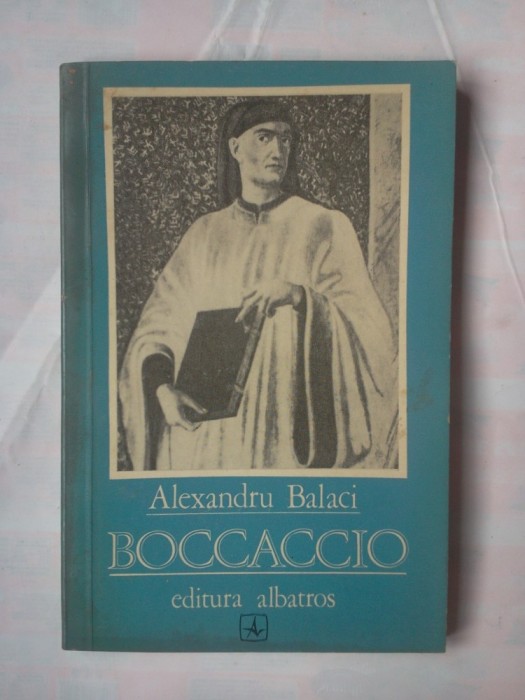 Alexandru Balaci
BOCCACCIO
editura albatros